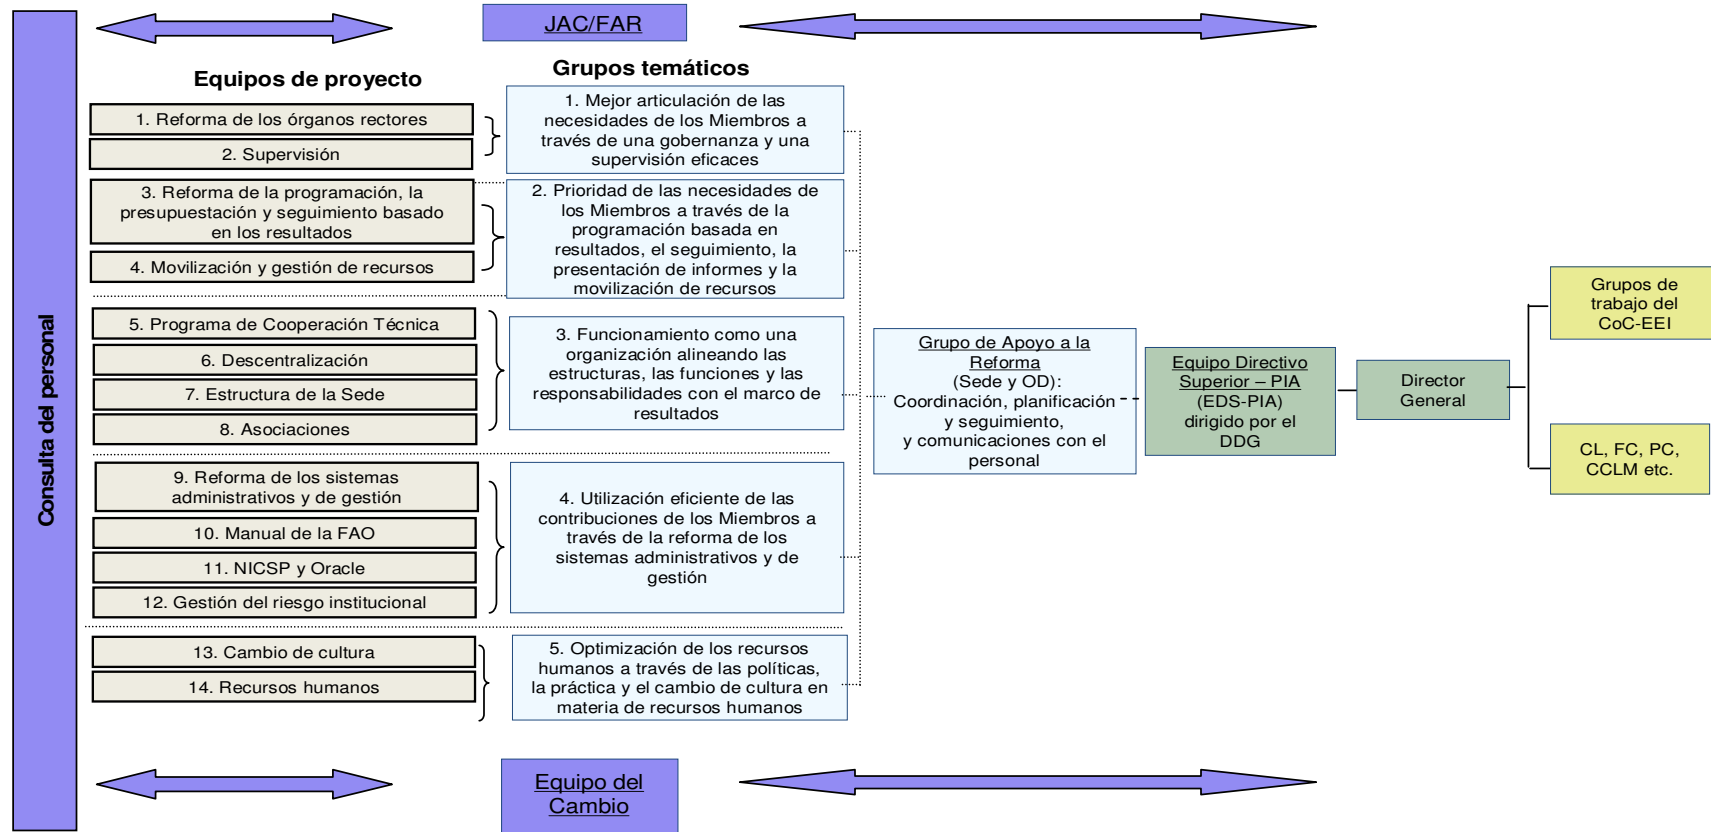 JAC/FAR
Consulta del personal
Equipos de proyecto
Grupos temáticos
1. Reforma de los órganos rectores
2. Supervisión
1. Mejor articulación de las
necesidades de los Miembros a
través de una gobernanza y una
supervisión eficaces
3. Reforma de la programación, la
presupuestación y seguimiento basado
en los resultados
4. Movilización y gestión de recursos
2. Prioridad de las necesidades de
los Miembros a través de la
programación basada en
resultados, el seguimiento, la
presentación de informes y la
movilización de recursos
5. Programa de Cooperación Técnica
6. Descentralización
7. Estructura de la Sede
8. Asociaciones
3. Funcionamiento como una
organización alineando las
estructuras, las funciones y las
responsabilidades con el marco de
resultados
9. Reforma de los sistemas
administrativos y de gestión
10. Manual de la FAO
11. NICSP y Oracle
12. Gestión del riesgo institucional
4. Utilización eficiente de las
contribuciones de los Miembros a
través de la reforma de los
sistemas administrativos y de
gestión
13. Cambio de cultura
14. Recursos humanos
5. Optimización de los recursos
humanos a través de las políticas,
la práctica y el cambio de cultura en
materia de recursos humanos
Grupo de Apoyo a la
Reforma
(Sede y OD):
Coordinación, planificación
y seguimiento,
y comunicaciones con el
personal
Equipo Directivo
Superior – PIA
(EDS-PIA)
dirigido por el
DDG
Director
General
Grupos de
trabajo del
CoC-EEI
CL, FC, PC,
CCLM etc.
Equipo del
Cambio